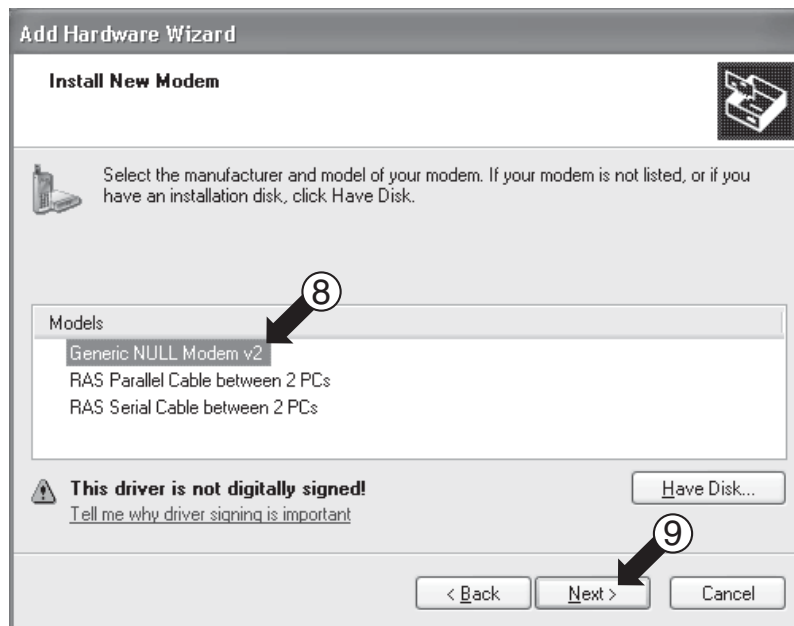 Add Hardware Wizard
Install New Modem
Select the manufacturer and model of your modem. If your modem is not listed, or if you
have an installation disk, click Have Disk.
8
Models
Generic NULL Modem v2
RAS Parallel Cable between 2 PCs
RAS Serial Cable between 2 PCs
This driver is not digitally signed!
Have Disk...
Tell me why driver signing is important
9
< Back
Next >
Cancel